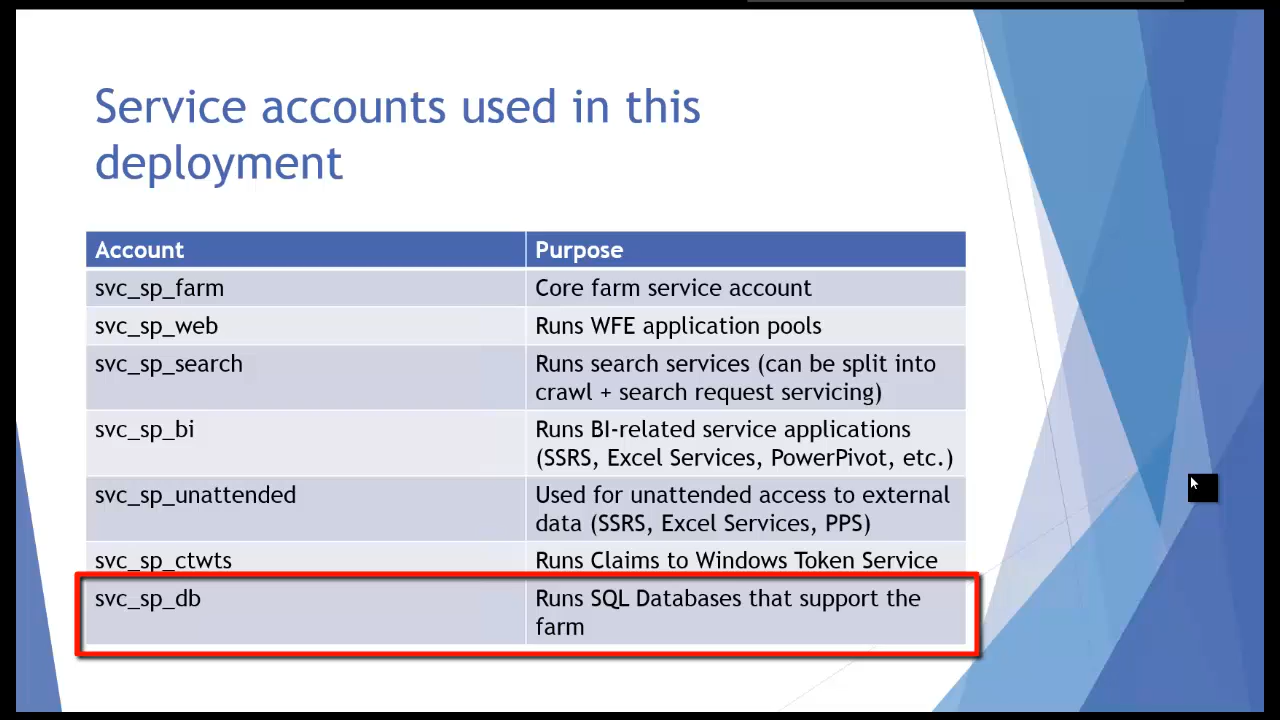 Service accounts used in this
deployment
Account Purpose
svc_sp_farm Core farm service account
svc_sp_web Runs WFE application pools
svc_sp_search Runs search services (can be split into
crawl + search request servicing)
svc_sp_bi Runs BI-related service applications
(SSRS, Excel Services, PowerPivot, etc.)
svc_sp_unattended Used for unattended access to external
data (SSRS, Excel Services, PPS)
svc_sp_ctwts Runs Claims to Windows Token Service
svc_sp_db Runs SQL Databases that support the
farm